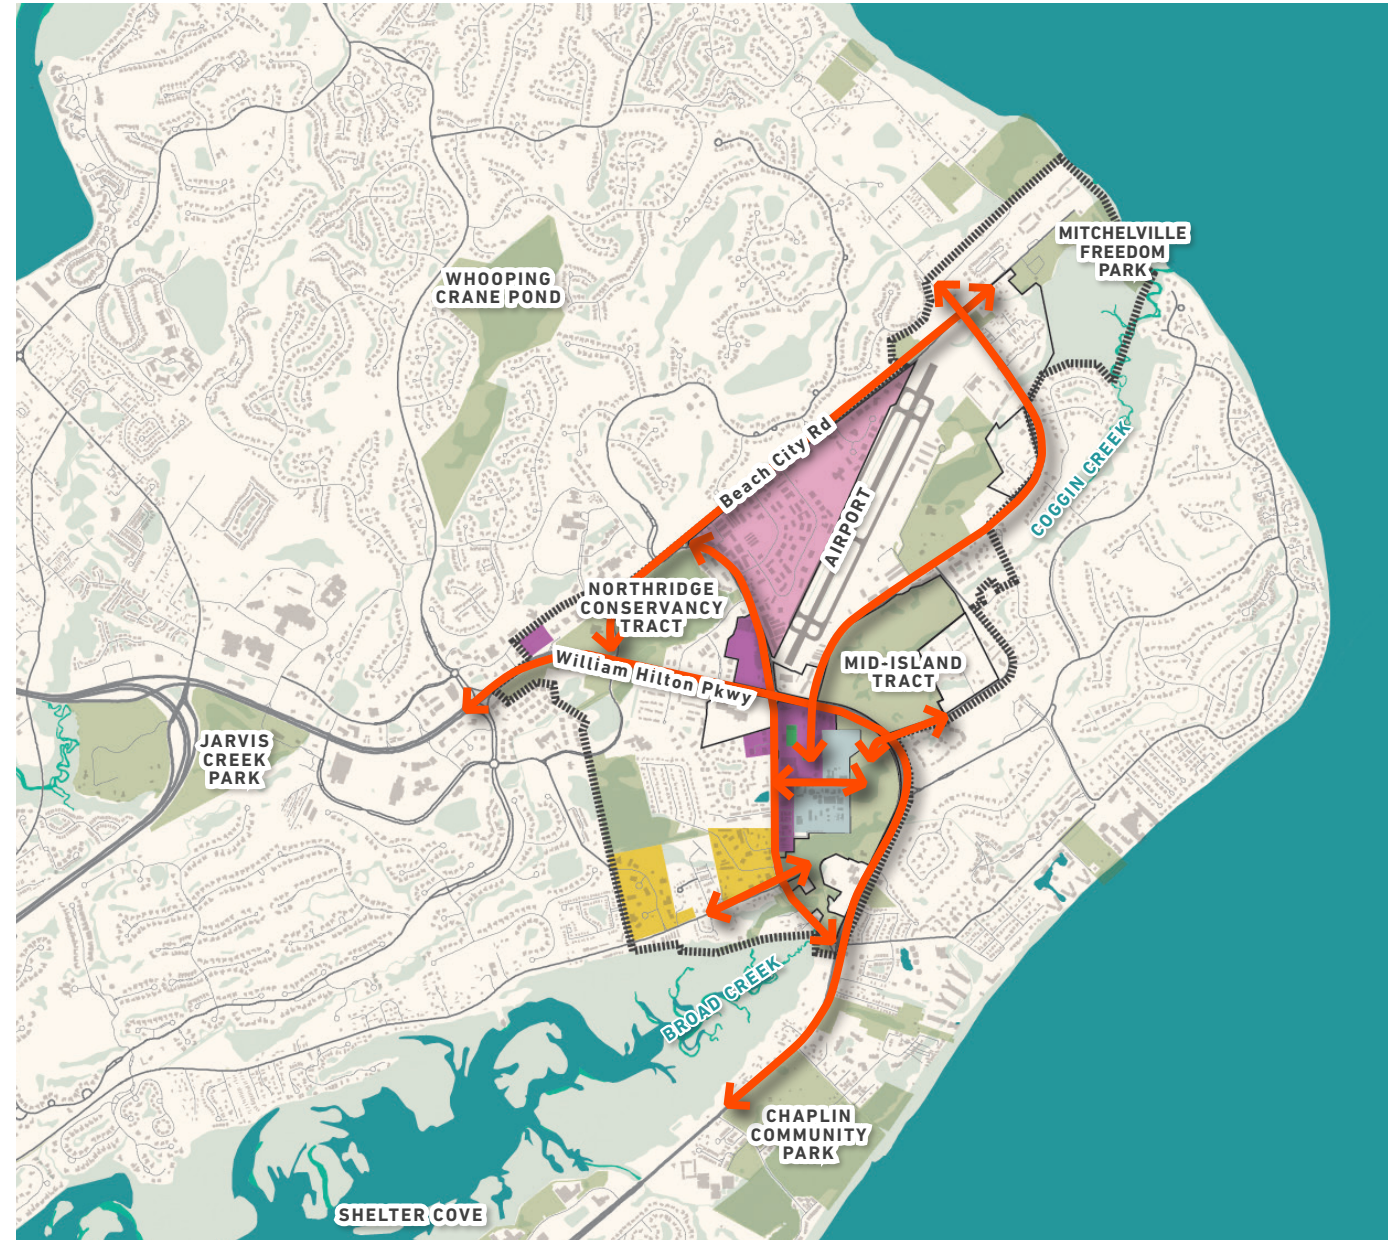 MITCHELVILLE
FREEDOM
PARK
WHOOPING
CRANE POND
Beach City Rd
COGGIN CREEK
AIRPORT
NORTHRIDGE
CONSERVANCY
TRACT
MID-ISLAND
TRACT
William Hilton Pkwy
JARVIS
CREEK
PARK
BROAD CREEK
CHAPLIN
COMMUNITY
PARK
SHELTER COVE